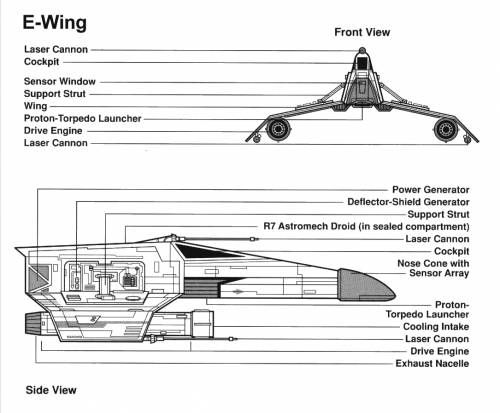 E-Wing
Front View
Laser Cannon
Cockpit
Sensor Window
Support Strut
Wing
Proton-Torpedo Launcher
Drive Engine
Laser Cannon
Power Generator
Deflector-Shield Generator
Support Strut
R7 Astromech Droid (in sealed compartment)
Laser Cannon
Cockpit
Nose Cone with
Sensor Array
Proton-
Torpedo Launcher
Cooling Intake
Laser Cannon
Drive Engine
Exhaust Nacelle
Side View